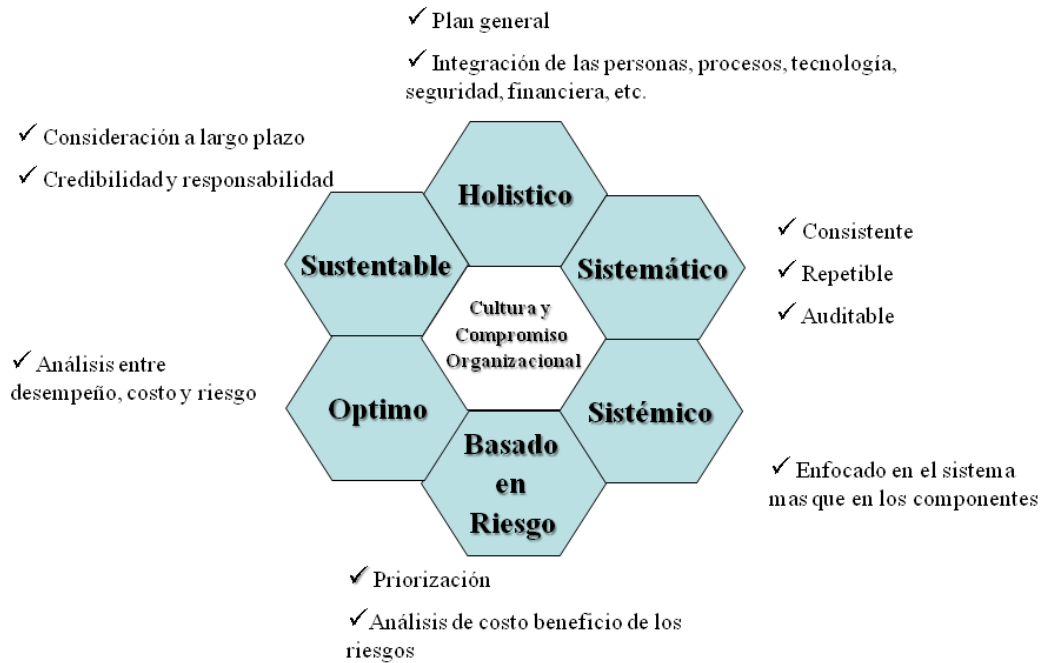 ✓ Plan general
✓ Integración de las personas, procesos, tecnología,
seguridad, financiera, etc.
✓ Consideración a largo plazo
✓ Credibilidad y responsabilidad
Holistico
Sustentable
Sistemático
✓ Consistente
✓ Repetible
✓ Auditable
Cultura y
Compromiso
Organizacional
✓ Análisis entre
desempeño, costo y riesgo
Optimo
Sistémico
Basado
en
Riesgo
✓ Enfocado en el sistema
mas que en los componentes
✓ Priorización
✓ Análisis de costo beneficio de los
riesgos